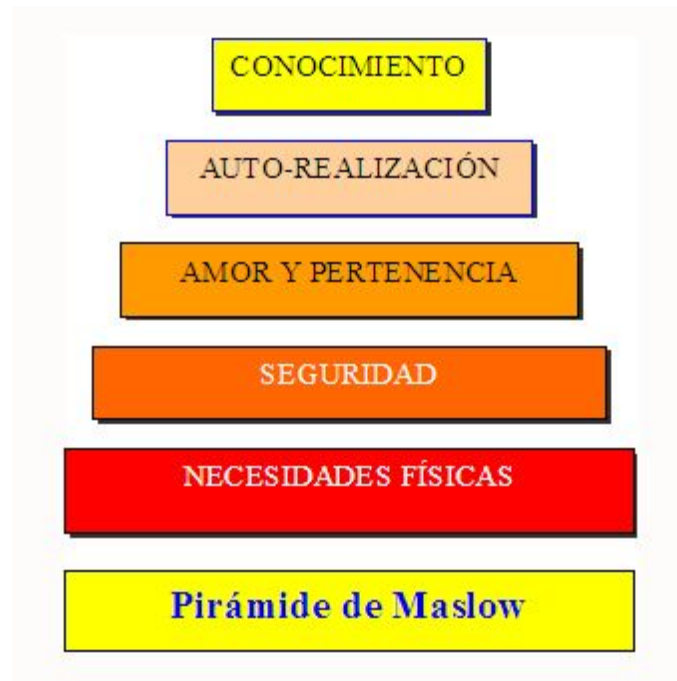 CONOCIMIENTO
AUTO-REALIZACIÓN
AMOR Y PERTENENCIA
SEGURIDAD
NECESIDADES FÍSICAS
Pirámide de Maslow